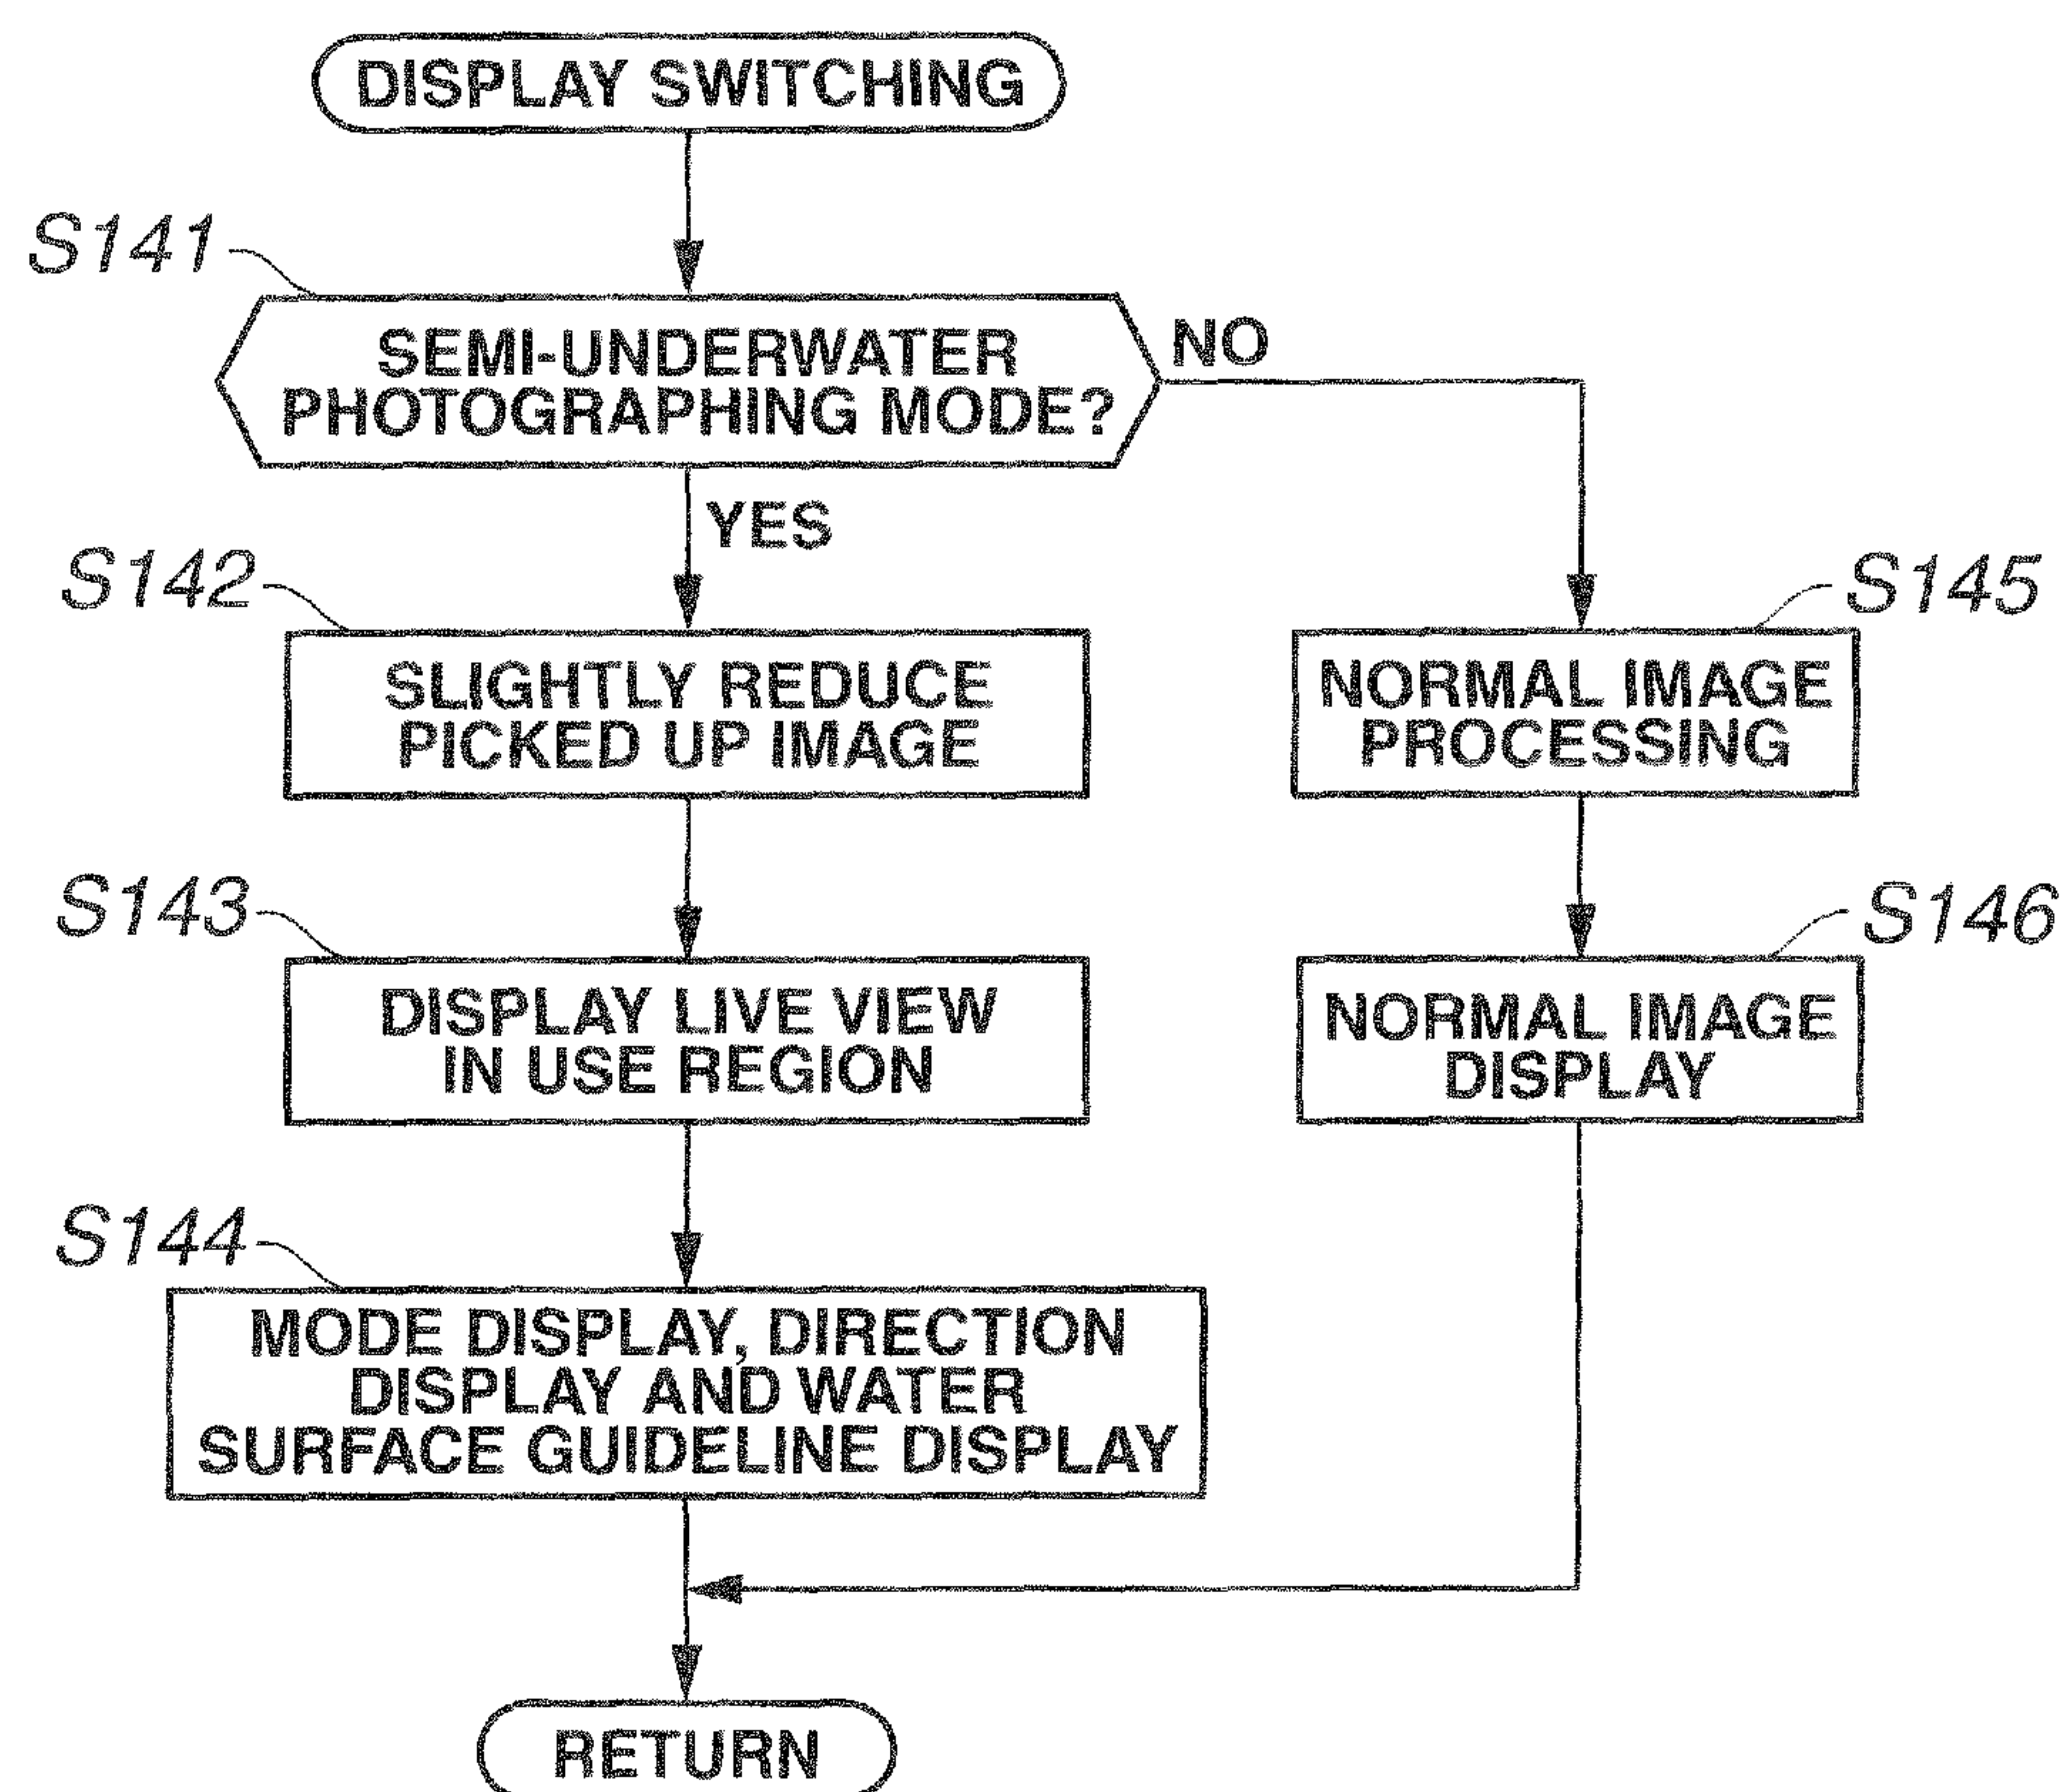 DISPLAY SWITCHING
S141
SEMI-UNDERWATER
PHOTOGRAPHING MODE?
NO
YES
S142
SLIGHTLY REDUCE
PICKED UP IMAGE
S145
NORMAL IMAGE
PROCESSING
S143
DISPLAY LIVE VIEW
IN USE REGION
S146
NORMAL IMAGE
DISPLAY
S144
MODE DISPLAY, DIRECTION
DISPLAY AND WATER
SURFACE GUIDELINE DISPLAY
RETURN